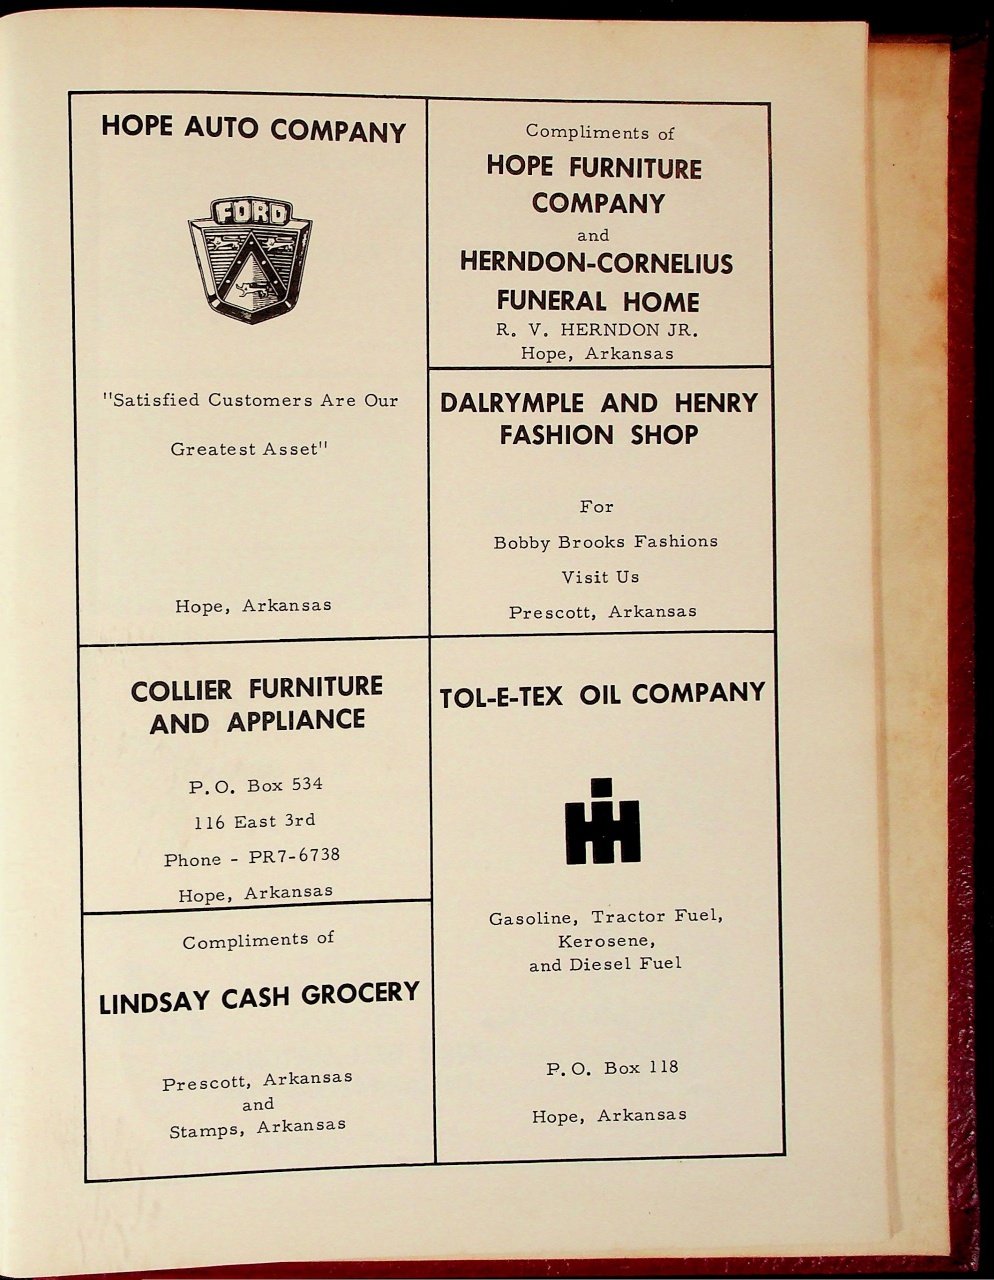 HOPE AUTO COMPANY
FORD
"Satisfied Customers Are Our
Greatest Asset"
Hope, Arkansas
Compliments of
HOPE FURNITURE
COMPANY
and
HERNDON-CORNELIUS
FUNERAL HOME
R. V. HERNDON JR.
Hope, Arkansas
DALRYMPLE AND HENRY
FASHION SHOP
For
Bobby Brooks Fashions
Visit Us
Prescott, Arkansas
COLLIER FURNITURE
AND APPLIANCE
P.O. Box 534
116 East 3rd
Phone - PR7-6738
Hope, Arkansas
TOL-E-TEX OIL COMPANY
IH
Gasoline, Tractor Fuel,
Kerosene,
and Diesel Fuel
P.O. Box 118
Hope, Arkansas
Compliments of
LINDSAY CASH GROCERY
Prescott, Arkansas
and
Stamps, Arkansas